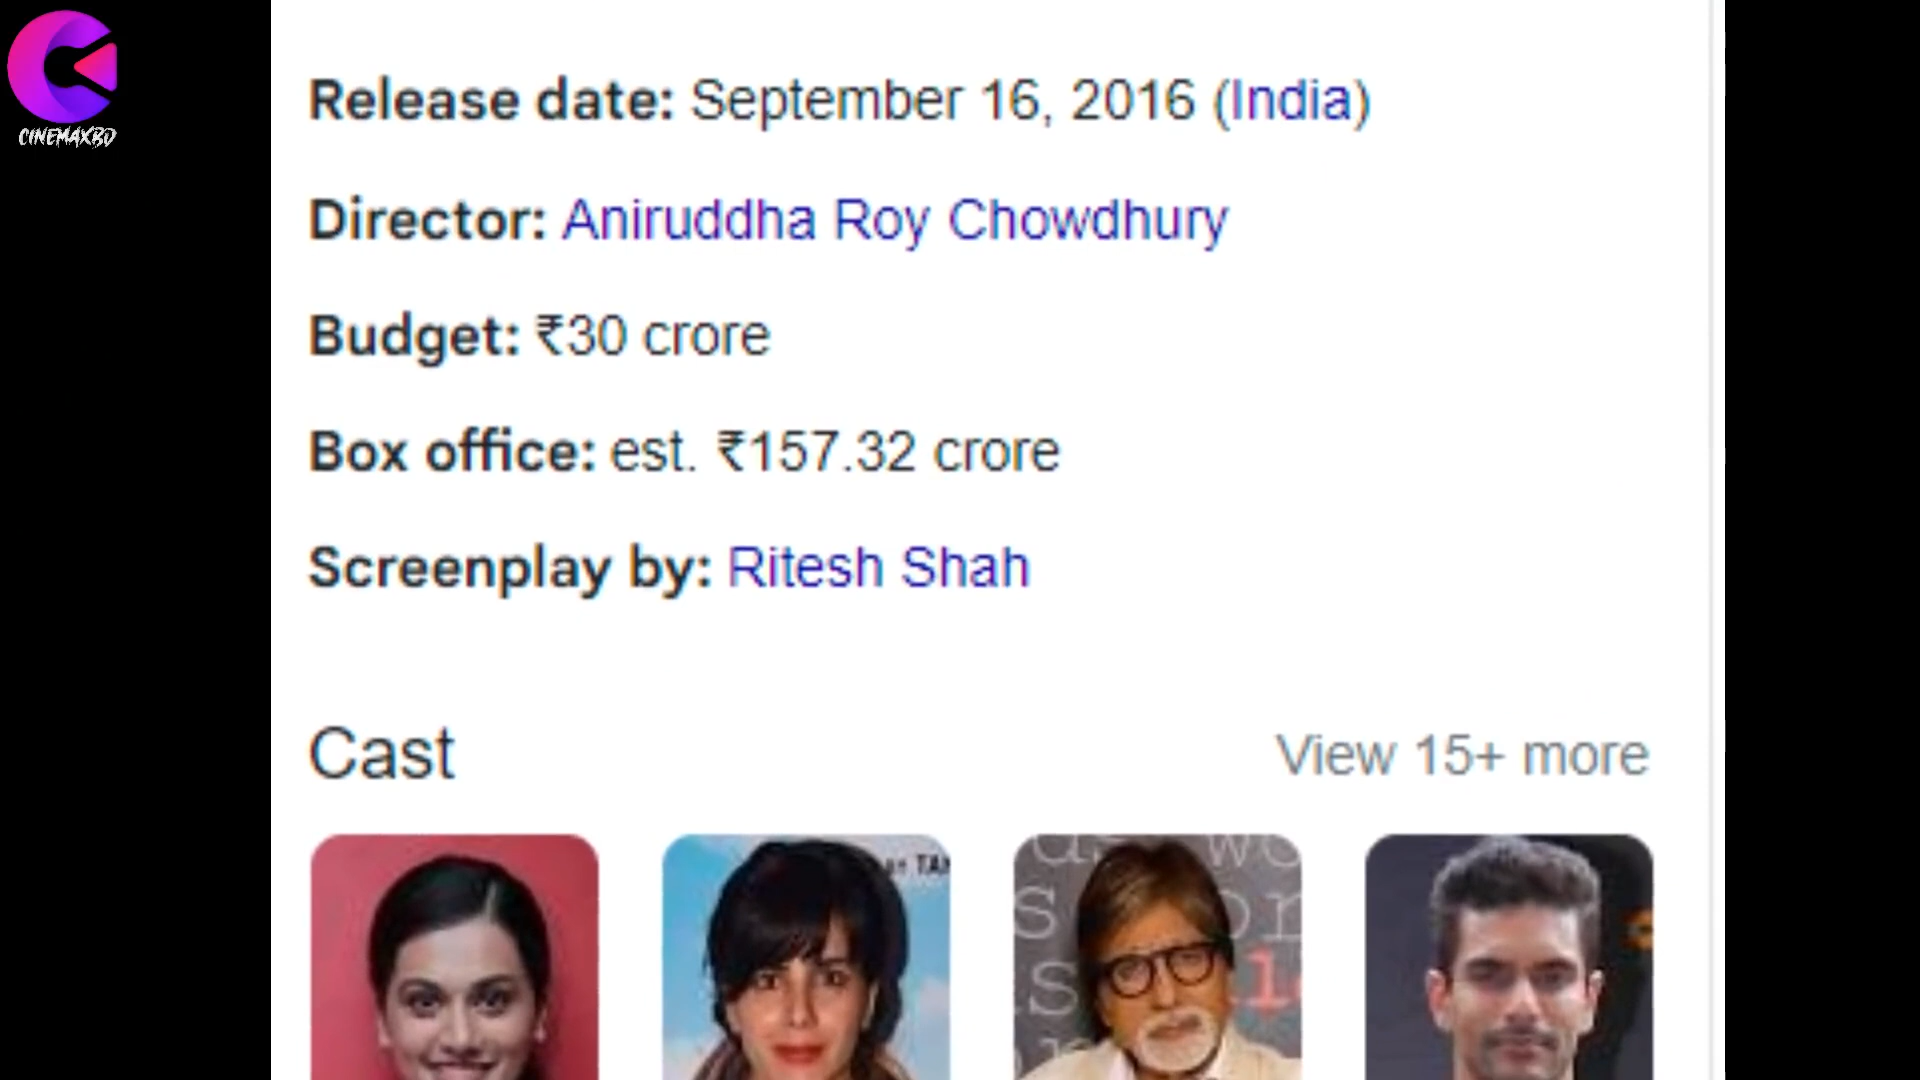 CINEMAXBD
Release date: September 16, 2016 (India)
Director: Aniruddha Roy Chowdhury
Budget: ₹30 crore
Box office: est. ₹157.32 crore
Screenplay by: Ritesh Shah
Cast
View 15+ more